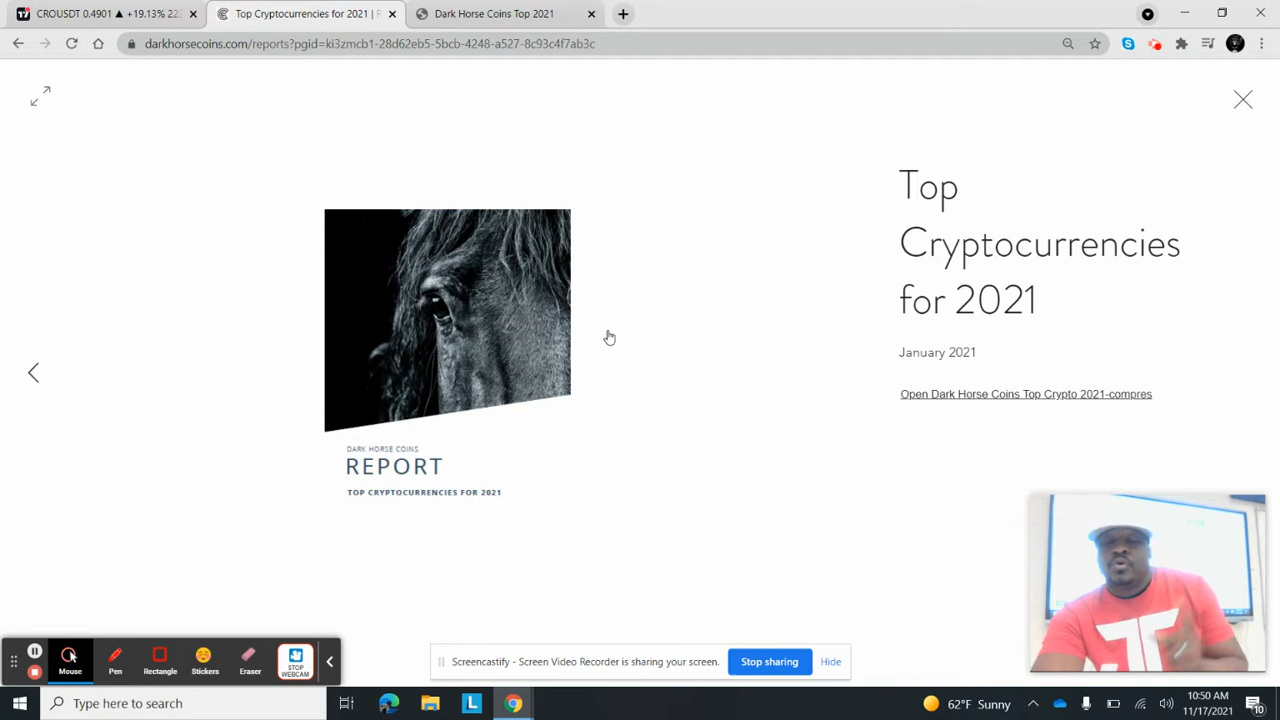 CROUSDT 0.4901 ▲ +19.13% 22
Top Cryptocurrencies for 2021 | R
Dark Horse Coins Top 2021
darkhorsecoins.com/reports?pgid=ki3zmcb1-28d62eb5-5bcb-4248-a527-8c93c4f7ab3c
Top
Cryptocurrencies
for 2021
January 2021
Open Dark Horse Coins Top Crypto 2021-compres
DARK HORSE COINS
REPORT
TOP CRYPTOCURRENCIES FOR 2021
Mouse
Pen
Rectangle
Stickers
Eraser
STOP
WEBCAM
Screencastify - Screen Video Recorder is sharing your screen.
Stop sharing
Hide
Type here to search
62°F Sunny
10:50 AM
11/17/2021
10